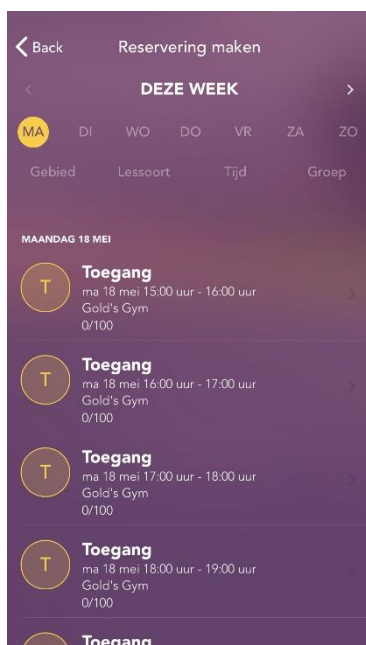 Back Reservering maken
DEZE WEEK
MA DI WO DO VR ZA ZO
Gebied Lessoort Tijd Groep
MAANDAG 18 MEI
T
Toegang
ma 18 mei 15:00 uur - 16:00 uur
Gold's Gym
0/100
T
Toegang
ma 18 mei 16:00 uur - 17:00 uur
Gold's Gym
0/100
T
Toegang
ma 18 mei 17:00 uur - 18:00 uur
Gold's Gym
0/100
T
Toegang
ma 18 mei 18:00 uur - 19:00 uur
Gold's Gym
0/100
Toegang